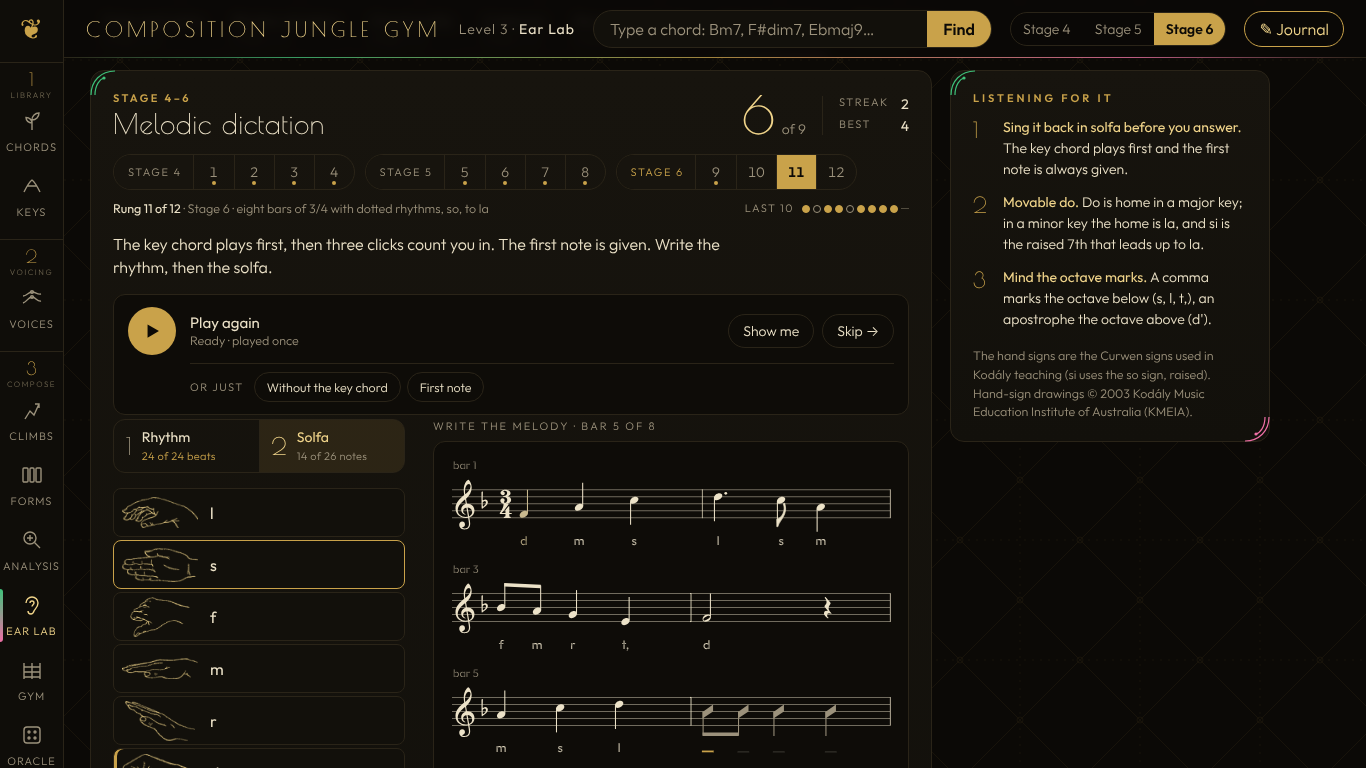 COMPOSITION JUNGLE GYM
Level 3 · Ear Lab
Type a chord: Bm7, F#dim7, Ebmaj9...
Find
Stage 4
Stage 5
Stage 6
✎ Journal
1
LIBRARY
CHORDS
KEYS
2
VOICING
VOICES
3
COMPOSE
CLIMBS
FORMS
ANALYSIS
EAR LAB
GYM
ORACLE
STAGE 4–6
Melodic dictation
6 of 9
STREAK 2
BEST 4
STAGE 4 1 2 3 4
STAGE 5 5 6 7 8
STAGE 6 9 10 11 12
Rung 11 of 12 · Stage 6 · eight bars of 3/4 with dotted rhythms, so, to la
LAST 10
The key chord plays first, then three clicks count you in. The first note is given. Write the
rhythm, then the solfa.
Play again
Ready · played once
Show me
Skip →
OR JUST
Without the key chord
First note
1 Rhythm
24 of 24 beats
2 Solfa
14 of 26 notes
l
s
f
m
r
WRITE THE MELODY · BAR 5 OF 8
bar 1
3
4
d m s l s m
bar 3
f m r t, d
bar 5
m s l
LISTENING FOR IT
1 Sing it back in solfa before you answer.
The key chord plays first and the first
note is always given.
2 Movable do. Do is home in a major key;
in a minor key the home is la, and si is
the raised 7th that leads up to la.
3 Mind the octave marks. A comma
marks the octave below (s, l, t,), an
apostrophe the octave above (d').
The hand signs are the Curwen signs used in
Kodály teaching (si uses the so sign, raised).
Hand-sign drawings © 2003 Kodály Music
Education Institute of Australia (KMEIA).